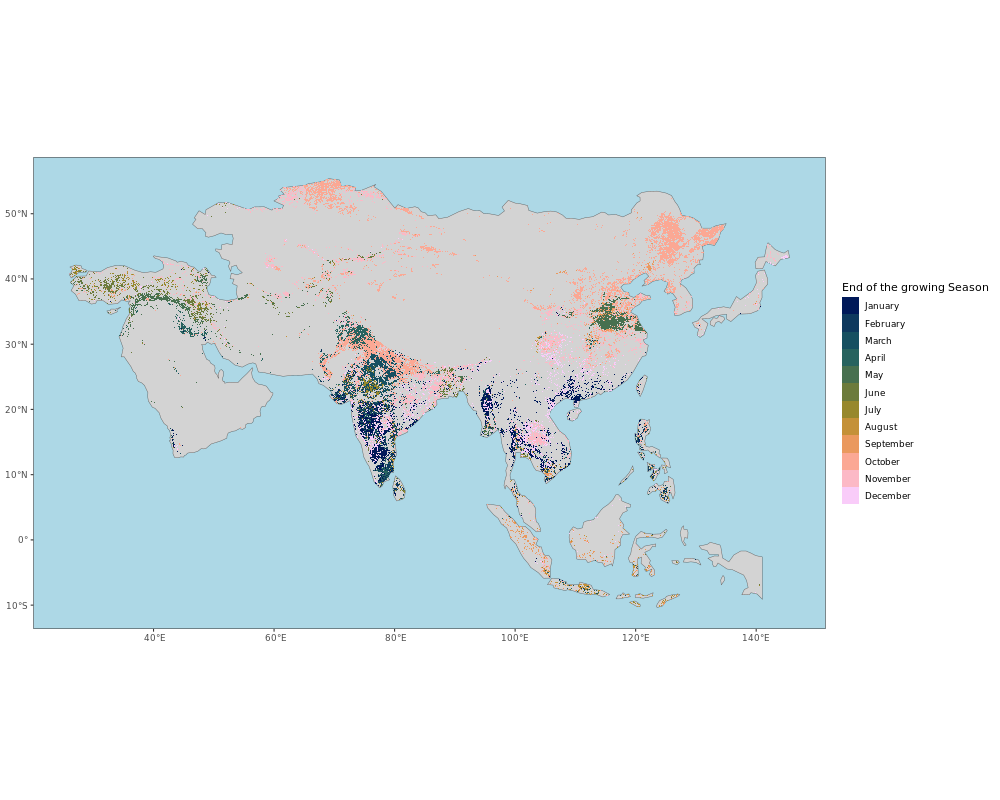 50°N
40°N
30°N
20°N
10°N
0°
10°S
40°E
60°E
80°E
100°E
120°E
140°E
End of the growing Season
January
February
March
April
May
June
July
August
September
October
November
December